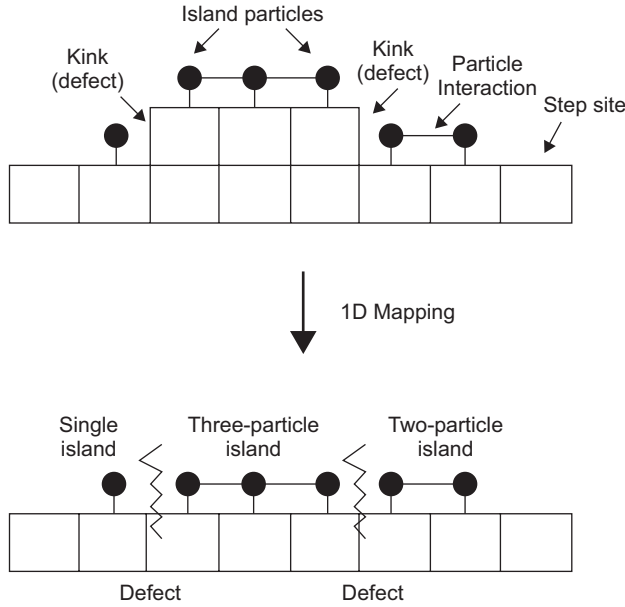 Island particles
Kink
(defect)
Kink
(defect)
Particle
Interaction
Step site
1D Mapping
Single
island
Three-particle
island
Two-particle
island
Defect
Defect